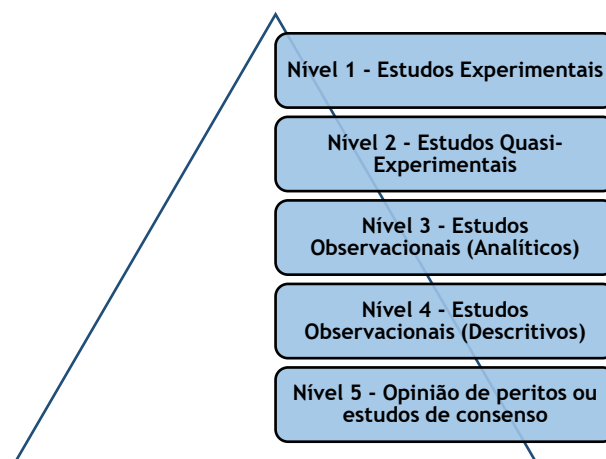 Nível 1 - Estudos Experimentais
Nível 2 - Estudos Quasi-
Experimentais
Nível 3 - Estudos
Observacionais (Analíticos)
Nível 4 - Estudos
Observacionais (Descritivos)
Nível 5 - Opinião de peritos ou
estudos de consenso